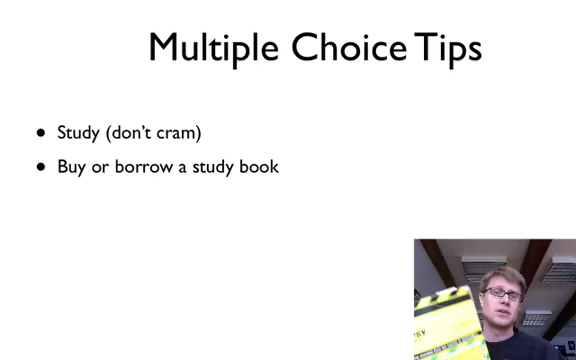 Multiple Choice Tips
• Study (don't cram)
• Buy or borrow a study book